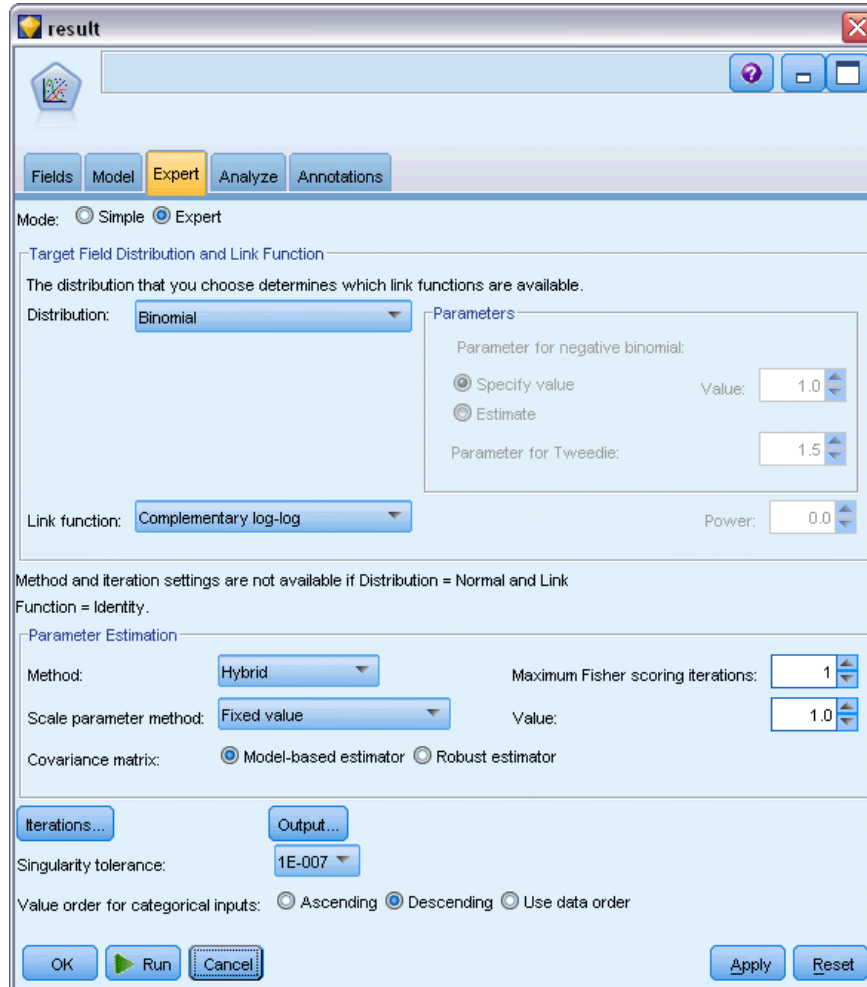 result
Fields Model Expert Analyze Annotations
Mode: Simple Expert
Target Field Distribution and Link Function
The distribution that you choose determines which link functions are available.
Distribution: Binomial
Parameters
Parameter for negative binomial:
Specify value Value: 1.0
Estimate
Parameter for Tweedie: 1.5
Link function: Complementary log-log Power: 0.0
Method and iteration settings are not available if Distribution = Normal and Link
Function = Identity.
Parameter Estimation
Method: Hybrid Maximum Fisher scoring iterations: 1
Scale parameter method: Fixed value Value: 1.0
Covariance matrix: Model-based estimator Robust estimator
Iterations... Output...
Singularity tolerance: 1E-007
Value order for categorical inputs: Ascending Descending Use data order
OK Run Cancel Apply Reset